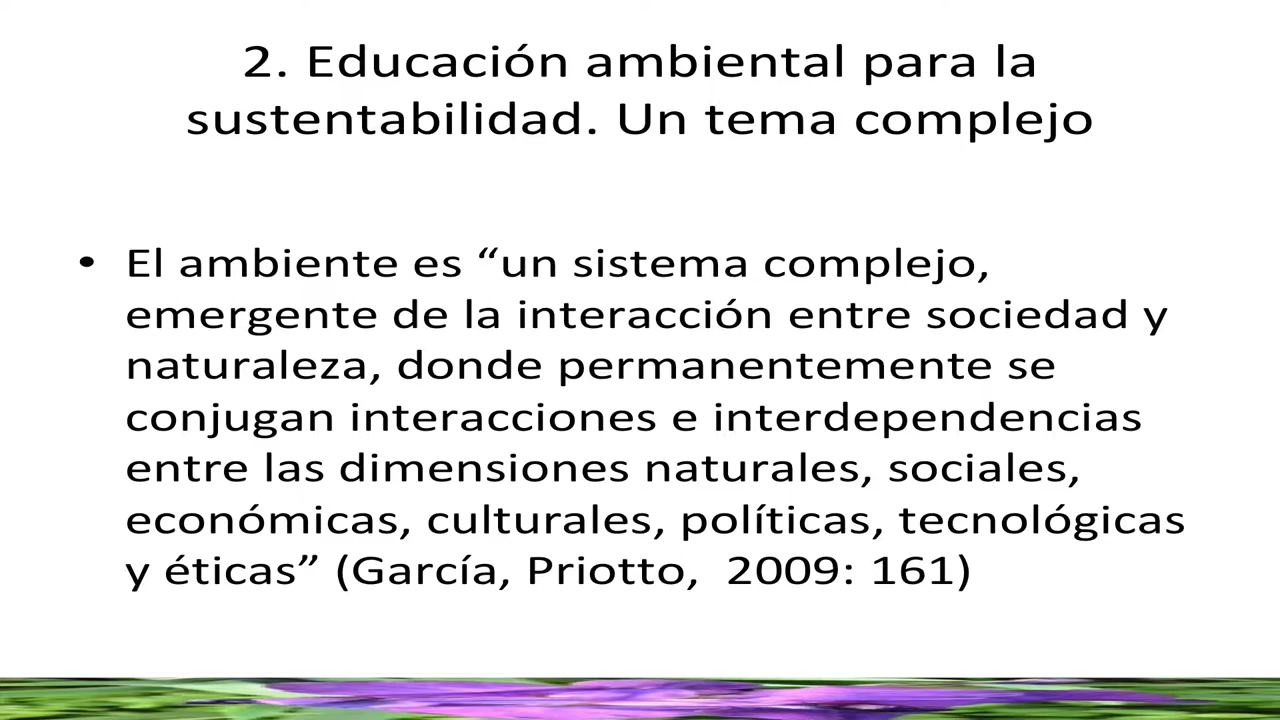 2. Educación ambiental para la
sustentabilidad. Un tema complejo
• El ambiente es “un sistema complejo,
emergente de la interacción entre sociedad y
naturaleza, donde permanentemente se
conjugan interacciones e interdependencias
entre las dimensiones naturales, sociales,
económicas, culturales, políticas, tecnológicas
y éticas” (García, Priotto,  2009: 161)